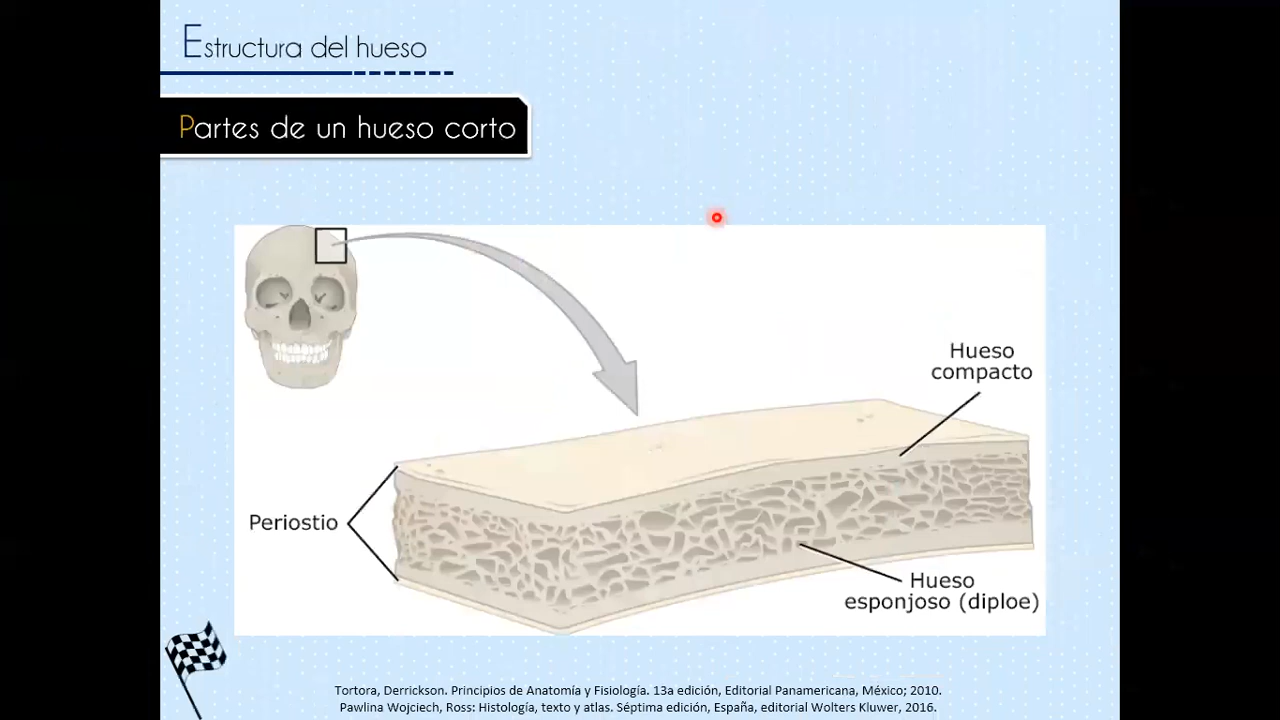 Estructura del hueso
Partes de un hueso corto
Hueso
compacto
Periostio
Hueso
esponjoso (diploe)
Tortora, Derrickson. Principios de Anatomía y Fisiología. 13a edición, Editorial Panamericana, México; 2010.
Pawlina Wojciech, Ross: Histología, texto y atlas. Séptima edición, España, editorial Wolters Kluwer, 2016.